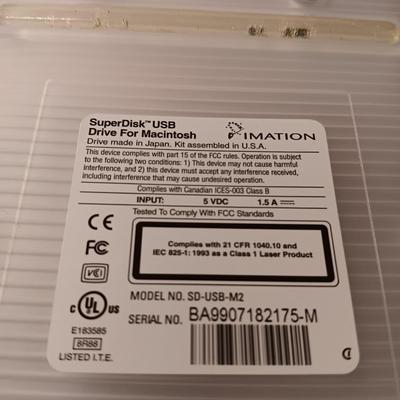 SuperDisk™ USB
Drive For Macintosh
IMATION
Drive made in Japan. Kit assembled in U.S.A.
This device complies with part 15 of the FCC rules. Operation is subject
to the following two conditions: 1) This device may not cause harmful
Interference, and 2) this device must accept any interference received,
including interference that may cause undesired operation.
Complies with Canadian ICES-003 Class B
INPUT: 5 VDC 1.5 A
Tested To Comply With FCC Standards
CE
FC
VCI
Complies with 21 CFR 1040.10 and
IEC 825-1: 1993 as a Class 1 Laser Product
C UL US
E183585
8R88
LISTED I.T.E.
MODEL NO. SD-USB-M2
SERIAL NO. BA9907182175-M